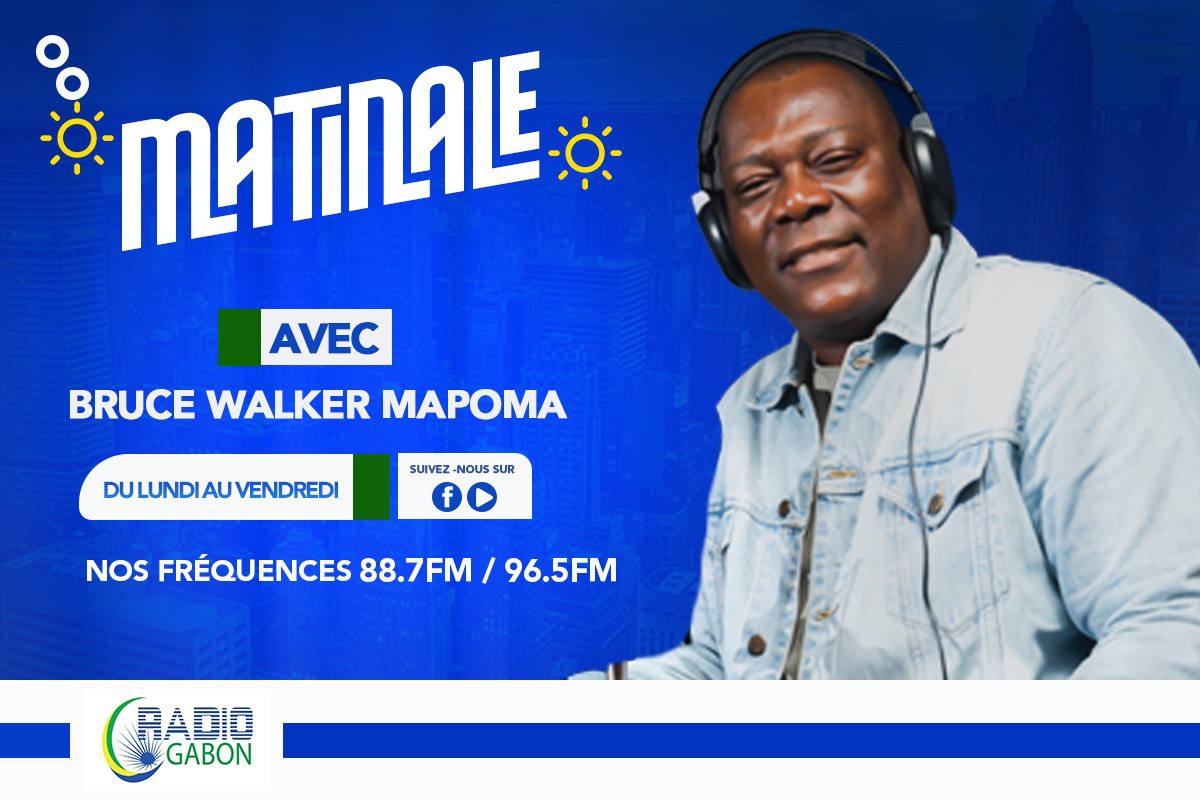 MATINALE
AVEC
BRUCE WALKER MAPOMA
DU LUNDI AU VENDREDI
SUIVEZ -NOUS SUR
NOS FRÉQUENCES 88.7FM / 96.5FM
RADIO
GABON